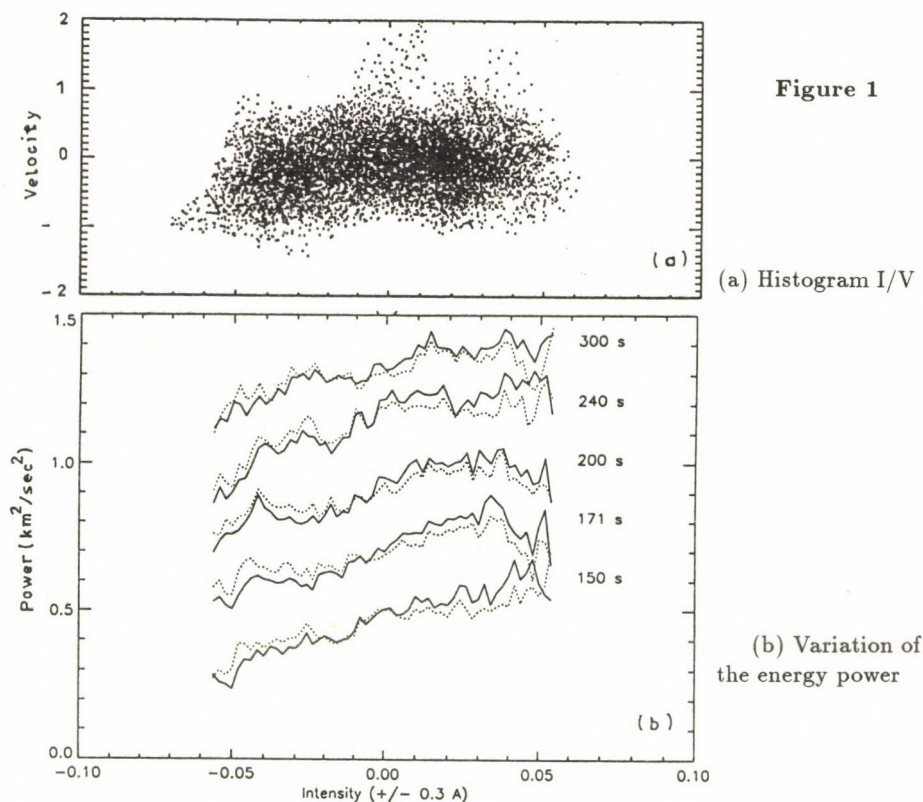 Figure 1
2
1
0
-
-2
Velocity
(a)
(a) Histogram I/V
1.5
1.0
0.5
0.0
Power (km²/sec²)
300 s
240 s
200 s
171 s
150 s
(b)
(b) Variation of
the energy power
-0.10 -0.05 0.00 0.05 0.10
Intensity (+/- 0.3 A)